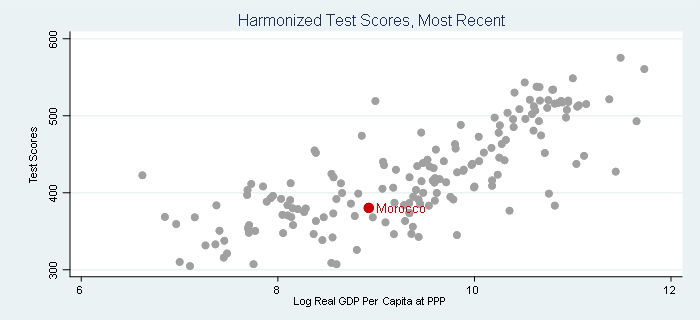 Harmonized Test Scores, Most Recent
600
500
400
300
Test Scores
Morocco
6
8
10
12
Log Real GDP Per Capita at PPP